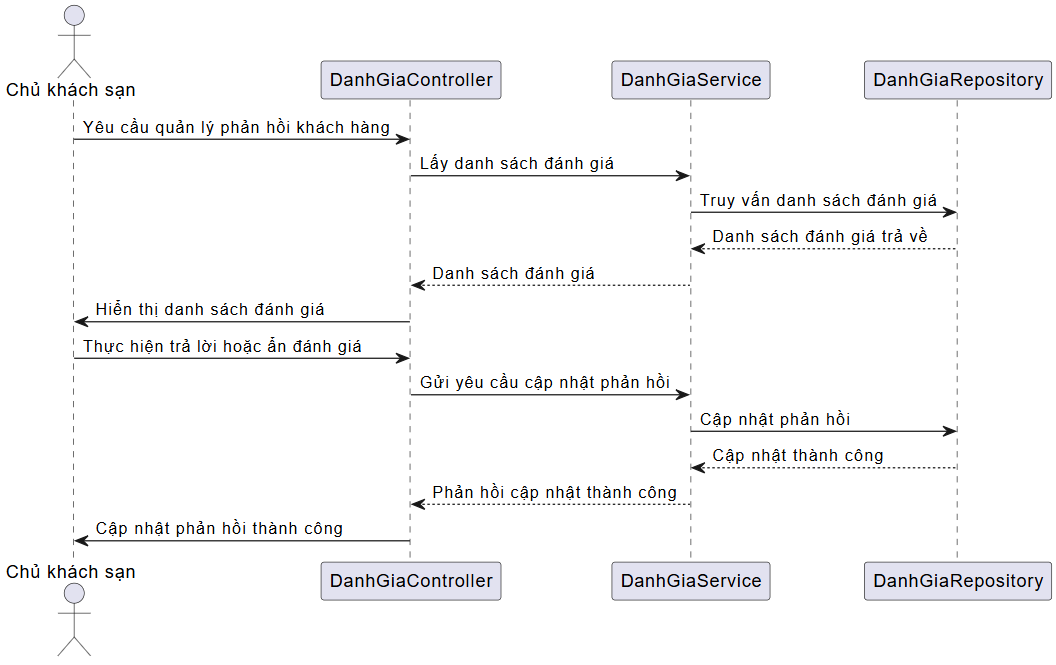 Chủ khách sạn
DanhGiaController
DanhGiaService
DanhGiaRepository
Yêu cầu quản lý phản hồi khách hàng
Lấy danh sách đánh giá
Truy vấn danh sách đánh giá
Danh sách đánh giá trả về
Danh sách đánh giá
Hiển thị danh sách đánh giá
Thực hiện trả lời hoặc ẩn đánh giá
Gửi yêu cầu cập nhật phản hồi
Cập nhật phản hồi
Cập nhật thành công
Phản hồi cập nhật thành công
Cập nhật phản hồi thành công
Chủ khách sạn
DanhGiaController
DanhGiaService
DanhGiaRepository